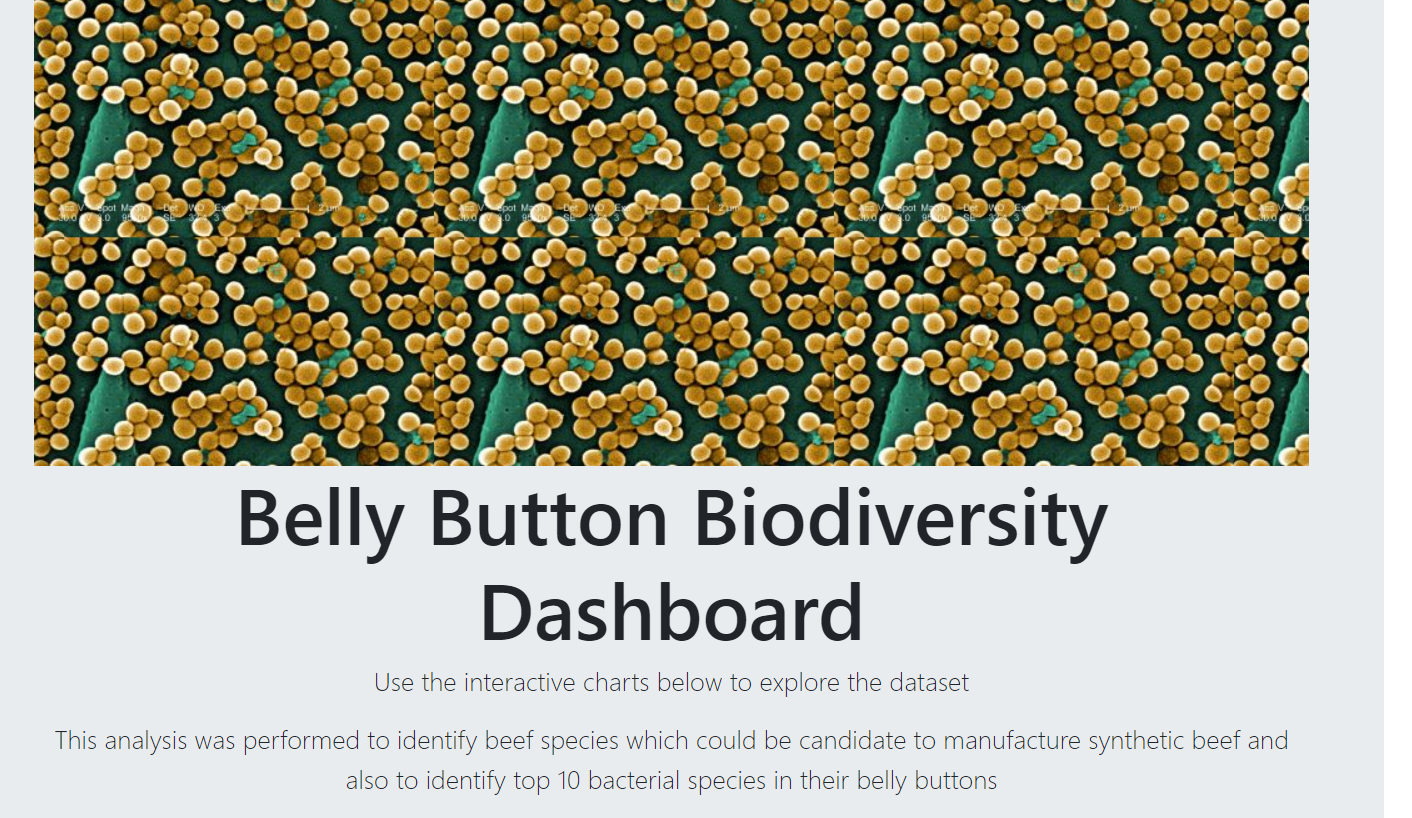 Belly Button Biodiversity
Dashboard
Use the interactive charts below to explore the dataset
This analysis was performed to identify beef species which could be candidate to manufacture synthetic beef and
also to identify top 10 bacterial species in their belly buttons